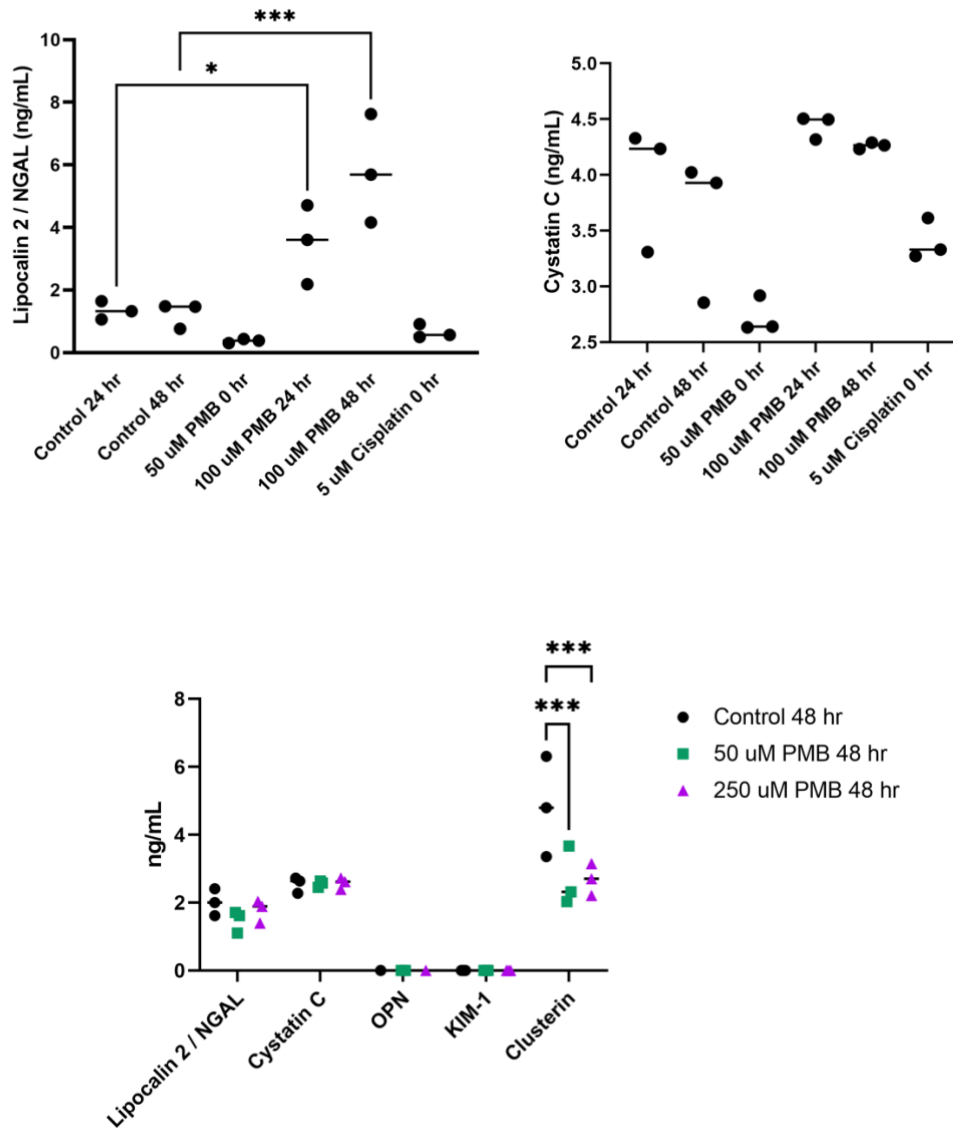 ***
*
Lipocalin 2 / NGAL (ng/mL)
10
8
6
4
2
0
Control 24 hr
Control 48 hr
50 uM PMB 0 hr
100 uM PMB 24 hr
100 uM PMB 48 hr
5 uM Cisplatin 0 hr
Cystatin C (ng/mL)
5.0
4.5
4.0
3.5
3.0
2.5
Control 24 hr
Control 48 hr
50 uM PMB 0 hr
100 uM PMB 24 hr
100 uM PMB 48 hr
5 uM Cisplatin 0 hr
***
***
ng/mL
8
6
4
2
0
Lipocalin 2 / NGAL
Cystatin C
OPN
KIM-1
Clusterin
Control 48 hr
50 uM PMB 48 hr
250 uM PMB 48 hr